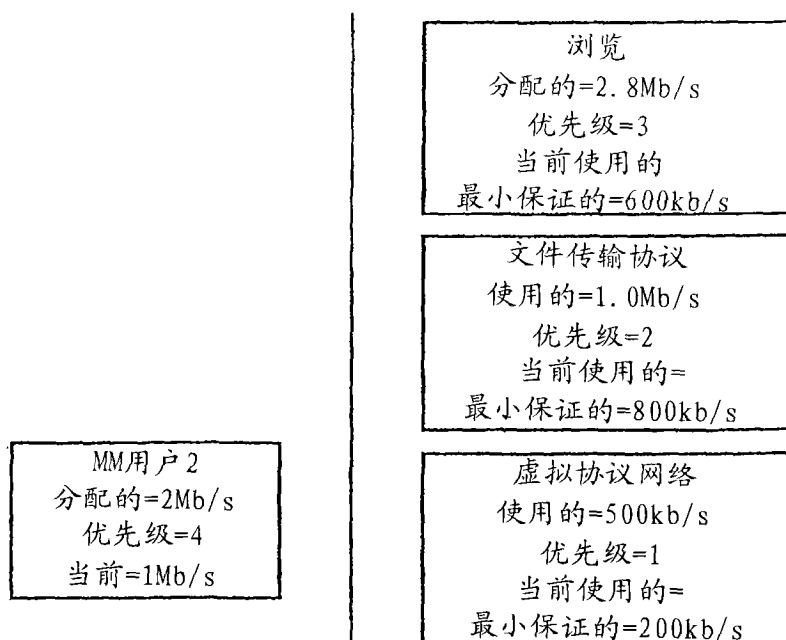 浏览
分配的=2.8Mb/s
优先级=3
当前使用的
最小保证的=600kb/s
文件传输协议
使用的=1.0Mb/s
优先级=2
当前使用的=
最小保证的=800kb/s
MM用户2
分配的=2Mb/s
优先级=4
当前=1Mb/s
虚拟协议网络
使用的=500kb/s
优先级=1
当前使用的=
最小保证的=200kb/s